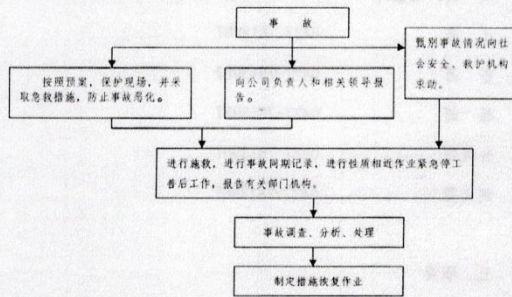 事 故
甄别事故情况向社
会安全、救护机构
求助。
按照预案，保护现场，并采
取急救措施，防止事故恶化。
向公司负责人和相关领导报
告。
进行施救，进行事故同期记录，进行性质相近作业紧急停工
善后工作，报告有关部门机构。
事故调查、分析、处理
制定措施恢复作业